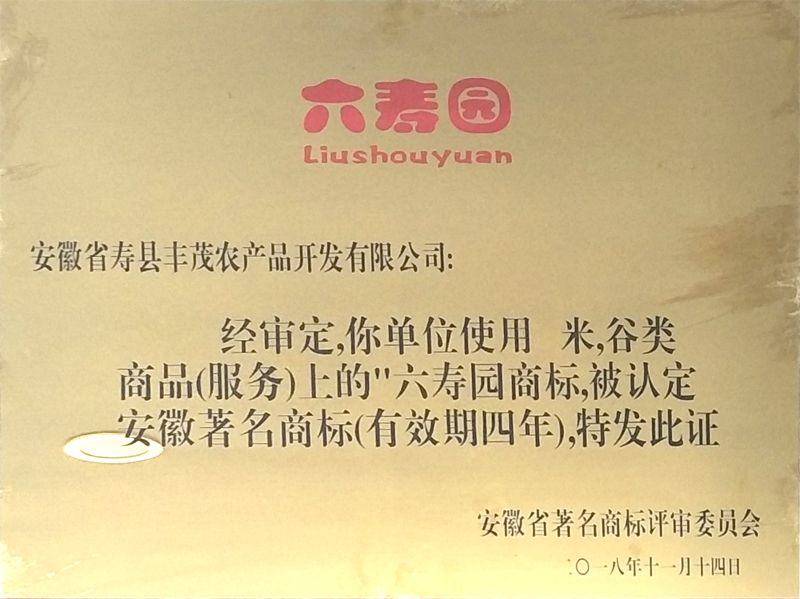 六寿园
Liushouyuan
安徽省寿县丰茂农产品开发有限公司:
经审定,你单位使用 米,谷类
商品(服务)上的"六寿园商标,被认定
安徽著名商标(有效期四年),特发此证
安徽省著名商标评审委员会
二〇一八年十一月十四日